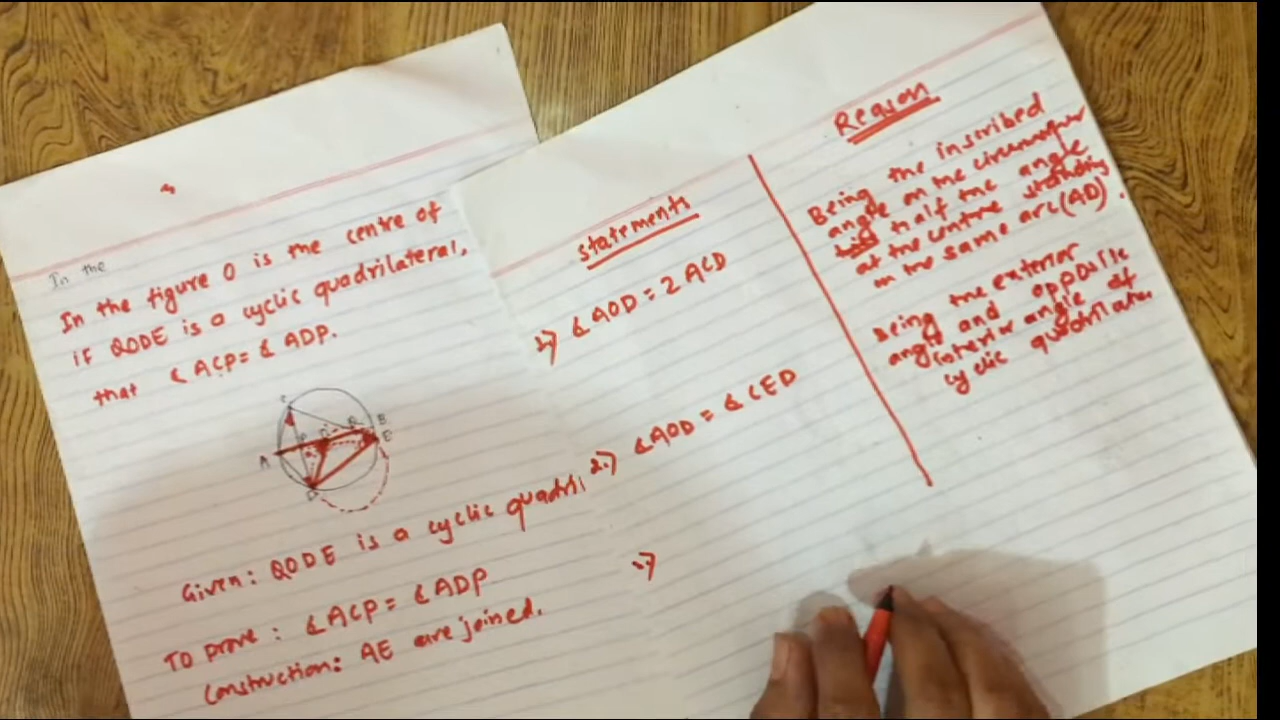 In the
In the figure O is the centre of
if QODE is a cyclic quadrilateral,
that ∠ACP = ∠ADP.
C
B
E
A
D
Given: QODE is a cyclic quadri
To prove: ∠ACP = ∠ADP
Construction: AE are joined.
statements
1.) ∠AOD = 2 ACD
2.) ∠AOD = ∠CED
3.)
Reason
Being the inscribed
angle on the
half the angle
at the centre standing
on the same arc (AD).
Being the exterior
angle and opposite
interior angle of
cyclic